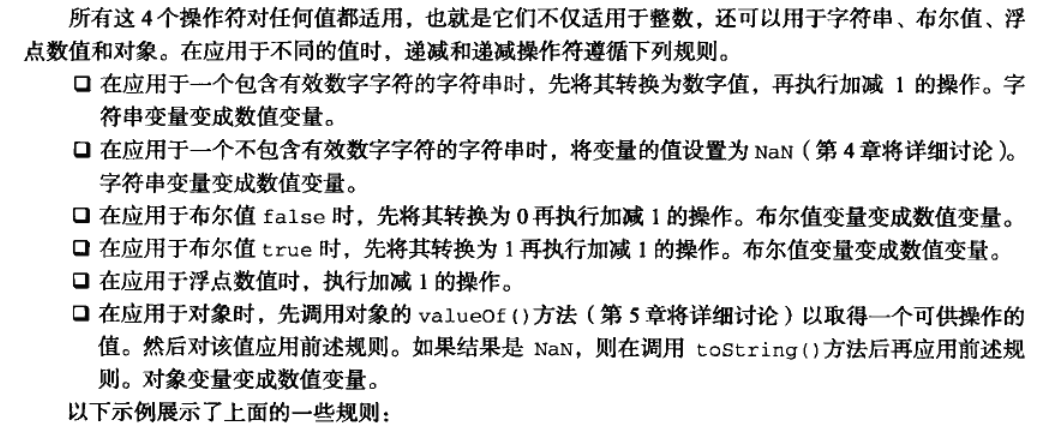 所有这 4 个操作符对任何值都适用，也就是它们不仅适用于整数，还可以用于字符串、布尔值、浮
点数值和对象。在应用于不同的值时，递减和递减操作符遵循下列规则。
❑ 在应用于一个包含有效数字字符的字符串时，先将其转换为数字值，再执行加减 1 的操作。字
符串变量变成数值变量。
❑ 在应用于一个不包含有效数字字符的字符串时，将变量的值设置为 NaN（第 4 章将详细讨论）。
字符串变量变成数值变量。
❑ 在应用于布尔值 false 时，先将其转换为 0 再执行加减 1 的操作。布尔值变量变成数值变量。
❑ 在应用于布尔值 true 时，先将其转换为 1 再执行加减 1 的操作。布尔值变量变成数值变量。
❑ 在应用于浮点数值时，执行加减 1 的操作。
❑ 在应用于对象时，先调用对象的 valueOf()方法（第 5 章将详细讨论）以取得一个可供操作的
值。然后对该值应用前述规则。如果结果是 NaN，则在调用 toString()方法后再应用前述规
则。对象变量变成数值变量。
以下示例展示了上面的一些规则：